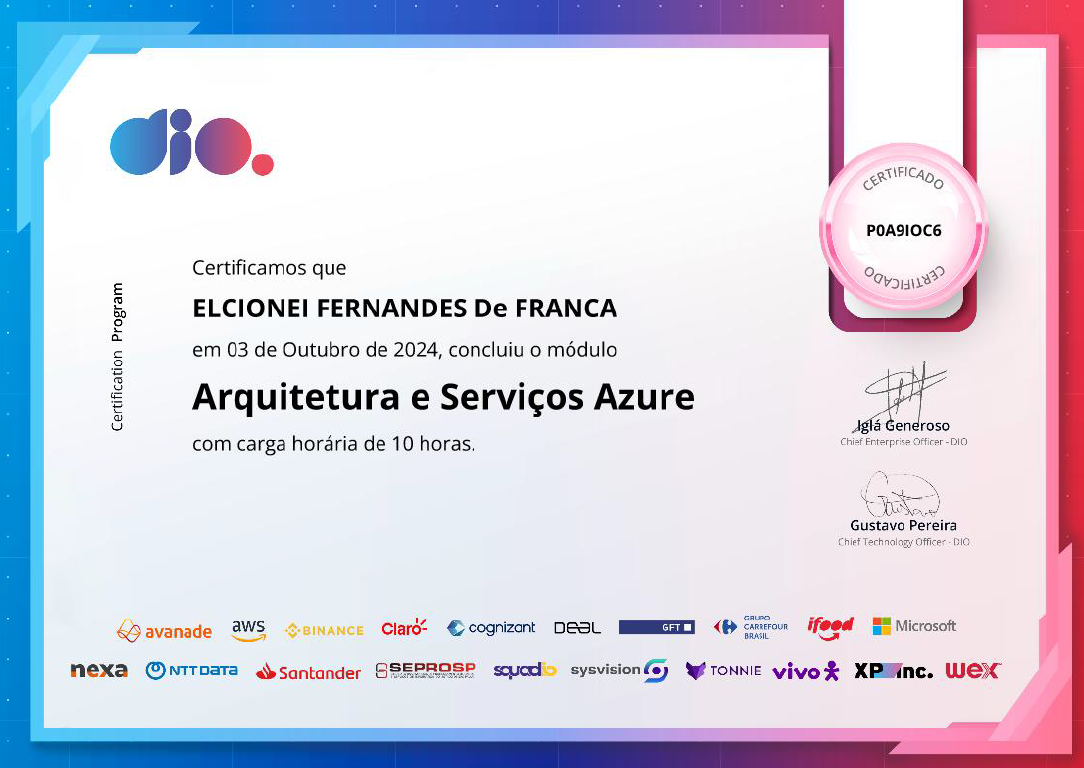 dio.
CERTIFICADO
P0A9IOC6
CERTIFICADO
Certification Program
Certificamos que
ELCIONEI FERNANDES De FRANCA
em 03 de Outubro de 2024, concluiu o módulo
Arquitetura e Serviços Azure
com carga horária de 10 horas.
Iglá Generoso
Chief Enterprise Officer - DIO
Gustavo Pereira
Chief Technology Officer - DIO
avanade aws BINANCE Claro cognizant DEAL GFT GRUPO CARREFOUR BRASIL ifood Microsoft
nexa NTT DATA Santander SEPROSP squadio sysvision TONNIE vivo XP inc. wex